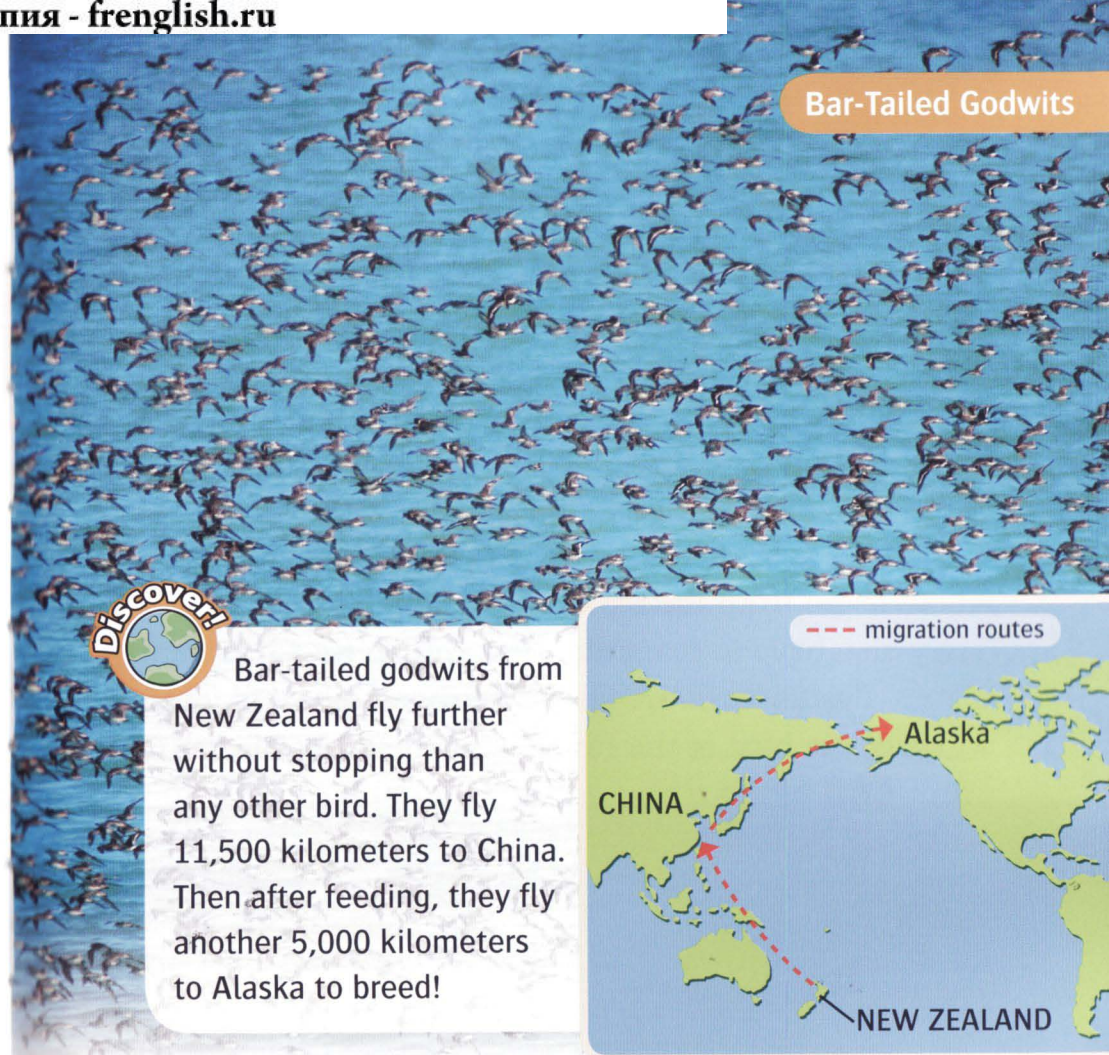 пия - frenglish.ru
Bar-Tailed Godwits
Discover!
Bar-tailed godwits from
New Zealand fly further
without stopping than
any other bird. They fly
11,500 kilometers to China.
Then after feeding, they fly
another 5,000 kilometers
to Alaska to breed!
migration routes
Alaska
CHINA
NEW ZEALAND